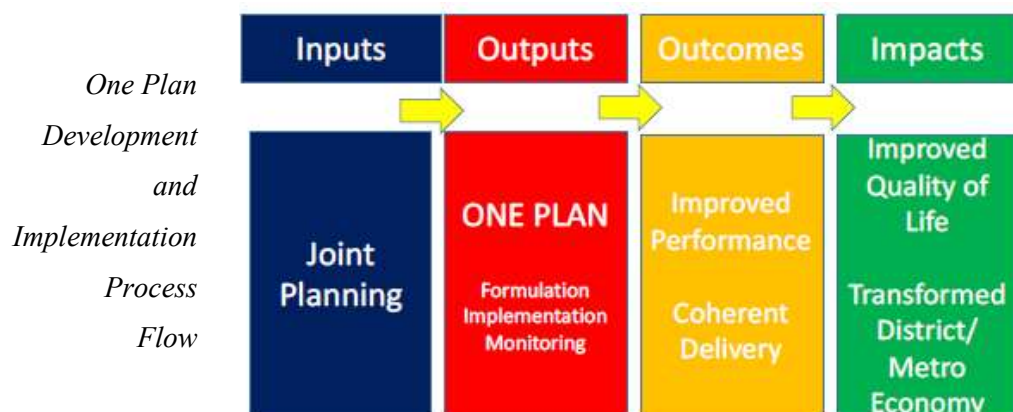 One Plan
Development
and
Implementation
Process
Flow
Inputs
Outputs
Outcomes
Impacts
Joint
Planning
ONE PLAN
Formulation
Implementation
Monitoring
Improved
Performance
Coherent
Delivery
Improved
Quality of
Life
Transformed
District/
Metro
Economy